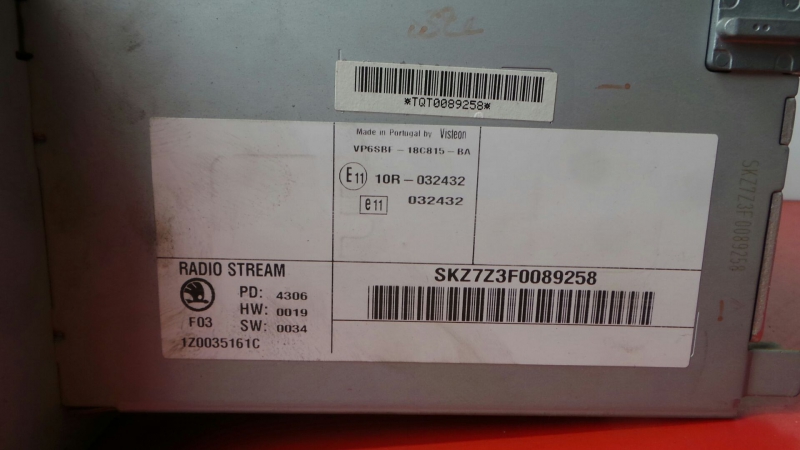 *TQT0089258*
Made in Portugal by Visteon
VP6SBF-18C815-BA
E11 10R-032432
e11 032432
SKZ7Z3F0089258
RADIO STREAM
PD: 4306
HW: 0019
F03 SW: 0034
1Z0035161C
SKZ7Z3F0089258